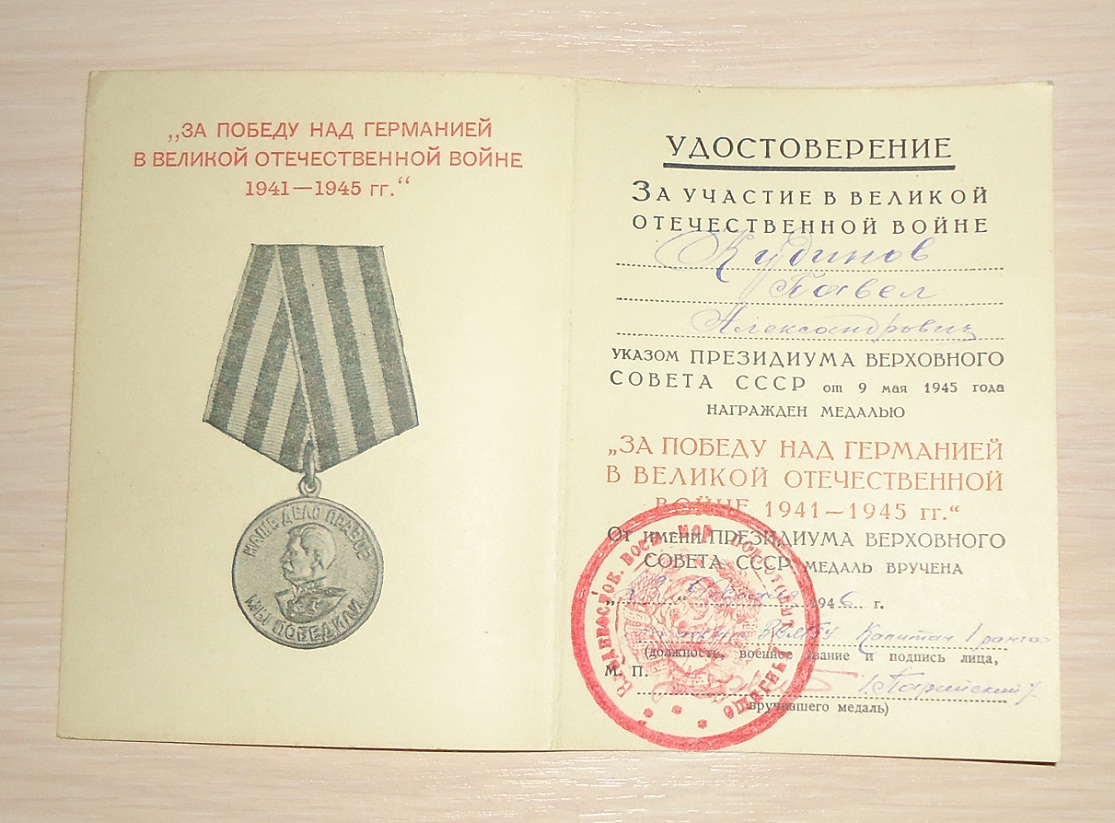 „ЗА ПОБЕДУ НАД ГЕРМАНИЕЙ
В ВЕЛИКОЙ ОТЕЧЕСТВЕННОЙ ВОЙНЕ
1941—1945 гг.“
НАШЕ ДЕЛО ПРАВОЕ
МЫ ПОБЕДИЛИ
УДОСТОВЕРЕНИЕ
ЗА УЧАСТИЕ В ВЕЛИКОЙ
ОТЕЧЕСТВЕННОЙ ВОЙНЕ
Кудинов
Павел
Александрович
УКАЗОМ ПРЕЗИДИУМА ВЕРХОВНОГО
СОВЕТА СССР от 9 мая 1945 года
НАГРАЖДЕН МЕДАЛЬЮ
„ЗА ПОБЕДУ НАД ГЕРМАНИЕЙ
В ВЕЛИКОЙ ОТЕЧЕСТВЕННОЙ
ВОЙНЕ 1941—1945 гг.“
ОТ ИМЕНИ ПРЕЗИДИУМА ВЕРХОВНОГО
СОВЕТА СССР МЕДАЛЬ ВРУЧЕНА
1946 г.
Капитан 1 ранга
(должность, военное звание и подпись лица,
М. П.
вручавшего медаль)